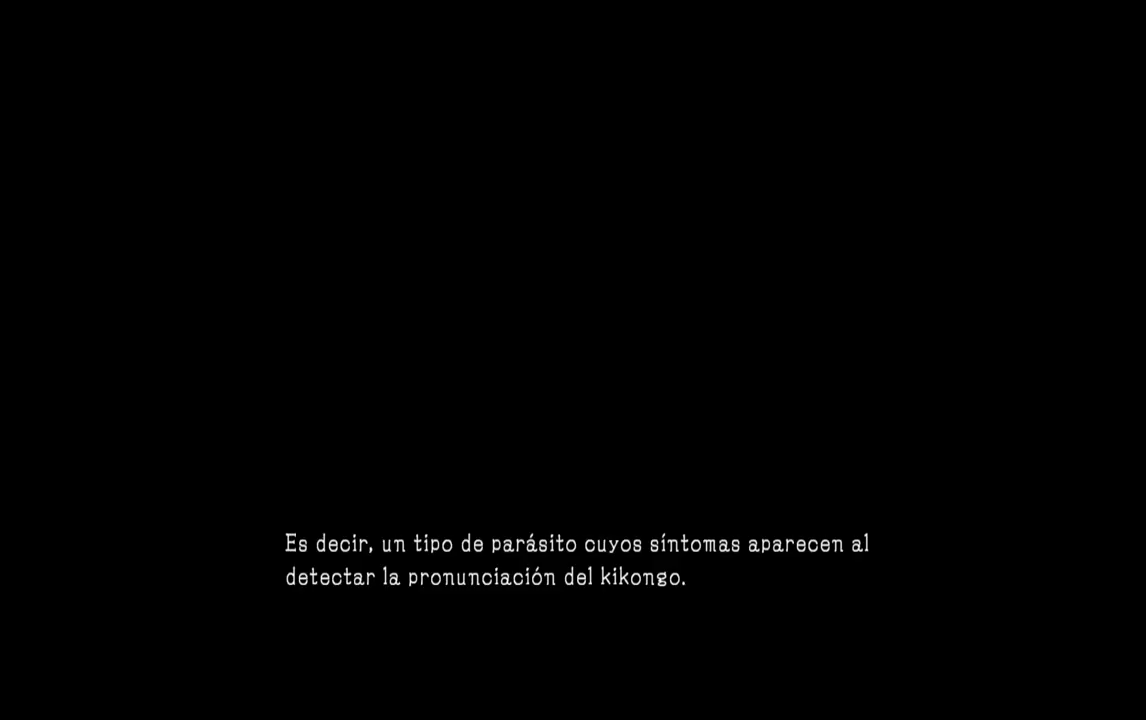 Es decir, un tipo de parásito cuyos síntomas aparecen al
detectar la pronunciación del kikongo.